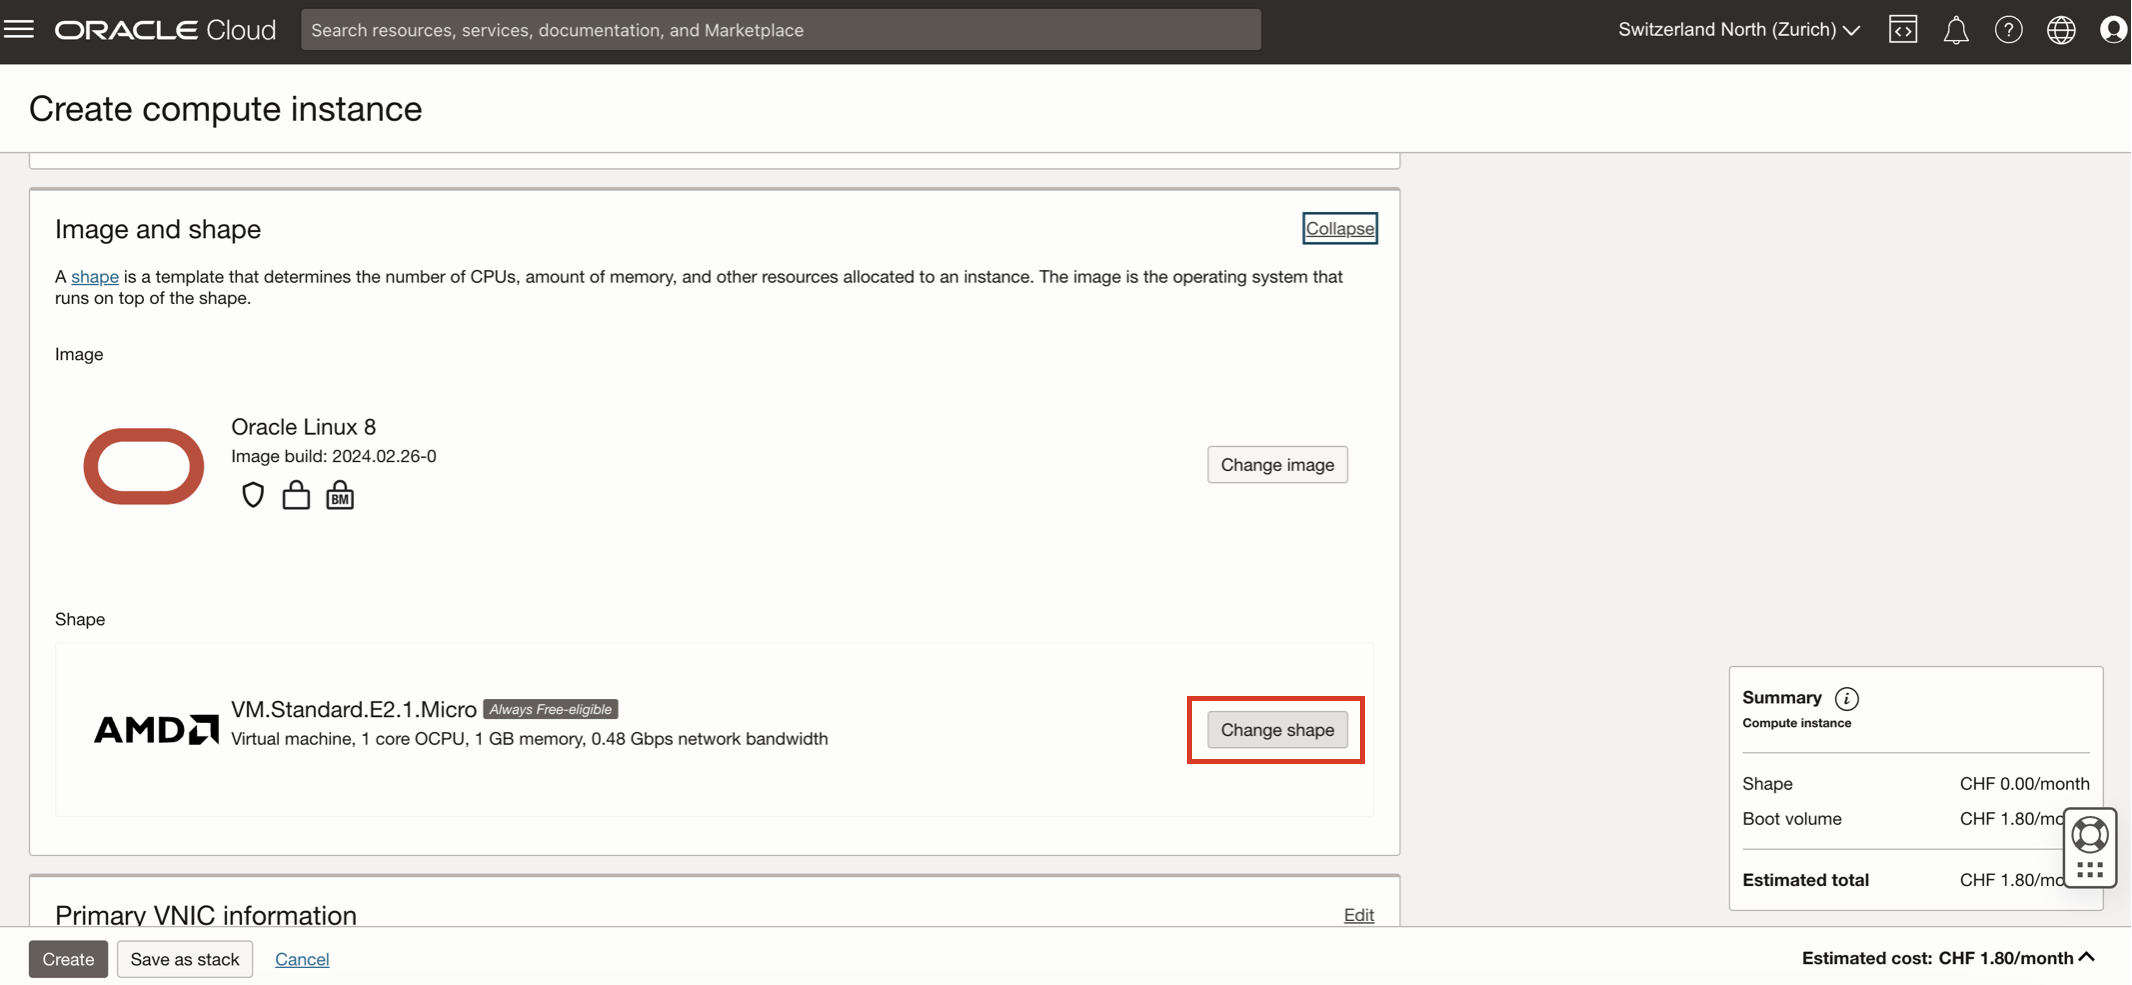 ORACLE Cloud
Search resources, services, documentation, and Marketplace
Switzerland North (Zurich)
Create compute instance
Image and shape
Collapse
A shape is a template that determines the number of CPUs, amount of memory, and other resources allocated to an instance. The image is the operating system that
runs on top of the shape.
Image
Oracle Linux 8
Image build: 2024.02.26-0
BM
Change image
Shape
AMD
VM.Standard.E2.1.Micro Always Free-eligible
Virtual machine, 1 core OCPU, 1 GB memory, 0.48 Gbps network bandwidth
Change shape
Summary
Compute instance
Shape CHF 0.00/month
Boot volume CHF 1.80/mo
Estimated total CHF 1.80/mo
Primary VNIC information
Edit
Create
Save as stack
Cancel
Estimated cost: CHF 1.80/month